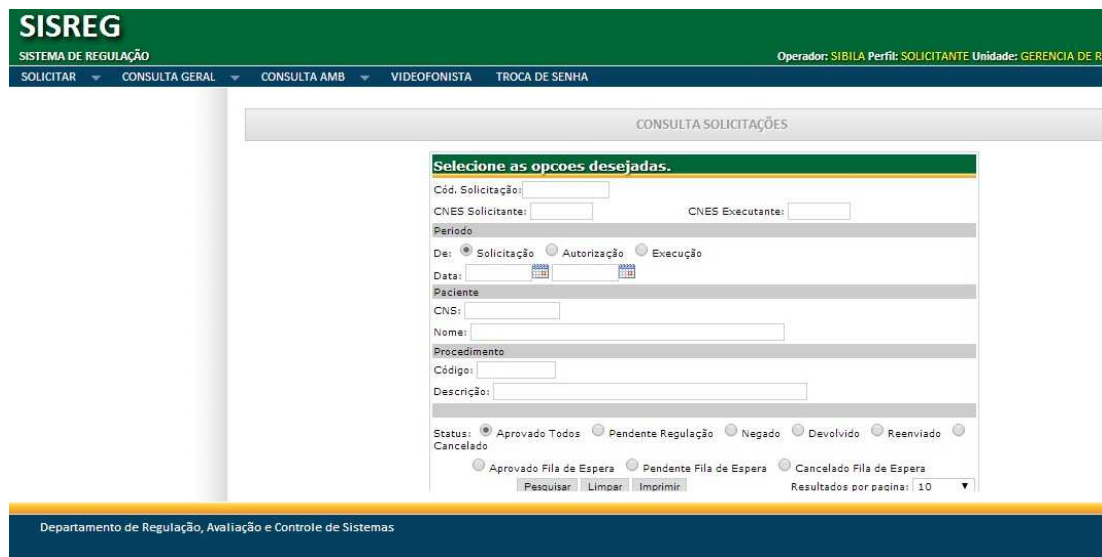 SISREG
SISTEMA DE REGULAÇÃO
Operador: SIBILA Perfil: SOLICITANTE Unidade: GERENCIA DE R
SOLICITAR CONSULTA GERAL CONSULTA AMB VIDEOFONISTA TROCA DE SENHA
CONSULTA SOLICITAÇÕES
Selecione as opcoes desejadas.
Cód. Solicitação:
CNES Solicitante: CNES Executante:
Periodo
De: Solicitação Autorização Execução
Data:
Paciente
CNS:
Nome:
Procedimento
Código:
Descrição:
Status: Aprovado Todos Pendente Regulação Negado Devolvido Reenviado
Cancelado
Aprovado Fila de Espera Pendente Fila de Espera Cancelado Fila de Espera
Pesquisar Limpar Imprimir Resultados por pagina: 10
Departamento de Regulação, Avaliação e Controle de Sistemas